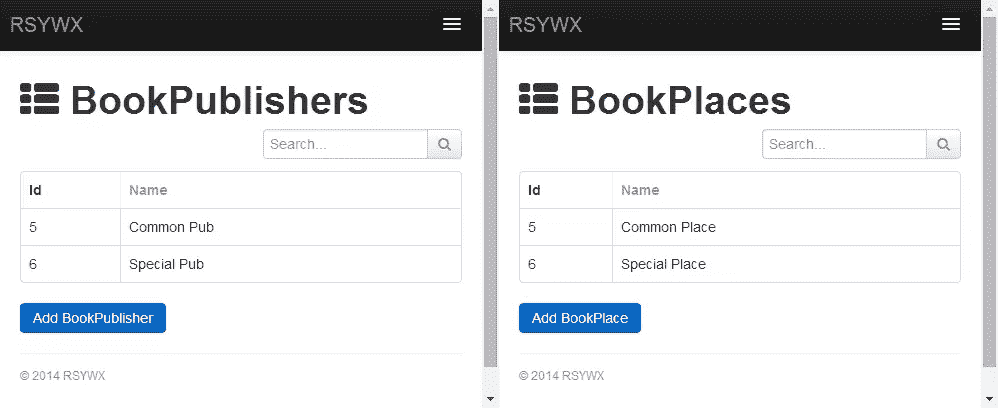 RSYWX
BookPublishers
Search...
Id Name
5 Common Pub
6 Special Pub
Add BookPublisher
© 2014 RSYWX
RSYWX
BookPlaces
Search...
Id Name
5 Common Place
6 Special Place
Add BookPlace
© 2014 RSYWX